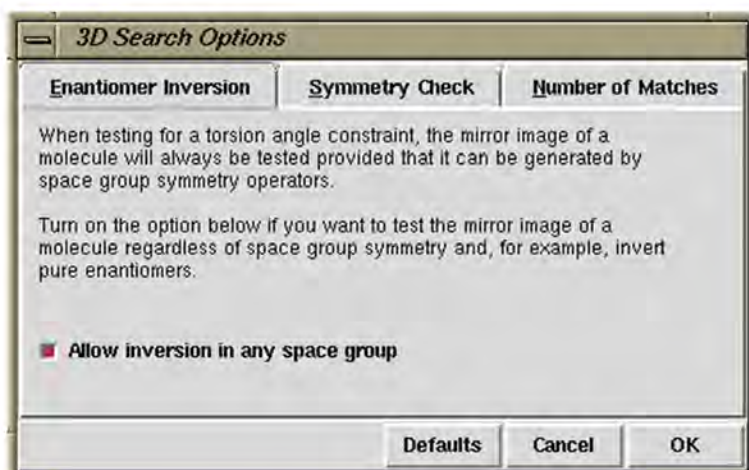 3D Search Options
Enantiomer Inversion Symmetry Check Number of Matches
When testing for a torsion angle constraint, the mirror image of a
molecule will always be tested provided that it can be generated by
space group symmetry operators.
Turn on the option below if you want to test the mirror image of a
molecule regardless of space group symmetry and, for example, invert
pure enantiomers.
Allow inversion in any space group
Defaults Cancel OK